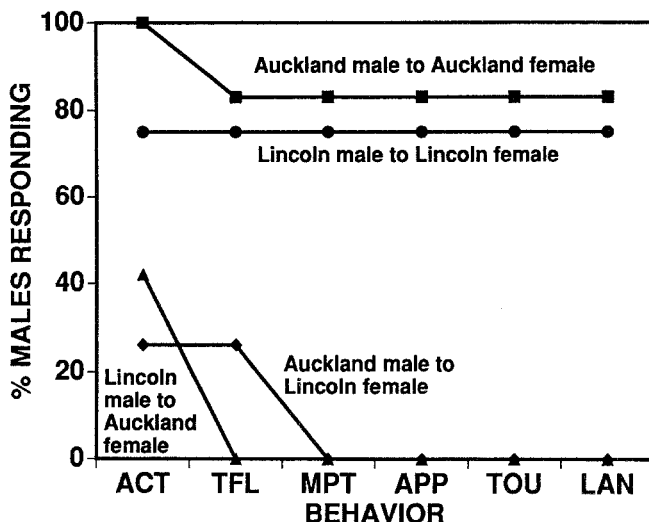 100
80
60
40
20
0
% MALES RESPONDING
Auckland male to Auckland female
Lincoln male to Lincoln female
Auckland male to
Lincoln female
Lincoln
male to
Auckland
female
ACT TFL MPT APP TOU LAN
BEHAVIOR